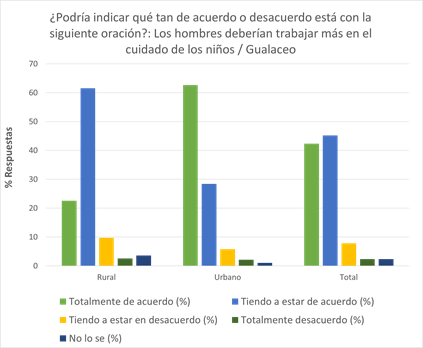 ¿Podría indicar qué tan de acuerdo o desacuerdo está con la
siguiente oración?: Los hombres deberían trabajar más en el
cuidado de los niños / Gualaceo
% Respuestas
70
60
50
40
30
20
10
0
Rural Urbano Total
Totalmente de acuerdo (%) Tiendo a estar de acuerdo (%)
Tiendo a estar en desacuerdo (%) Totalmente desacuerdo (%)
No lo se (%)